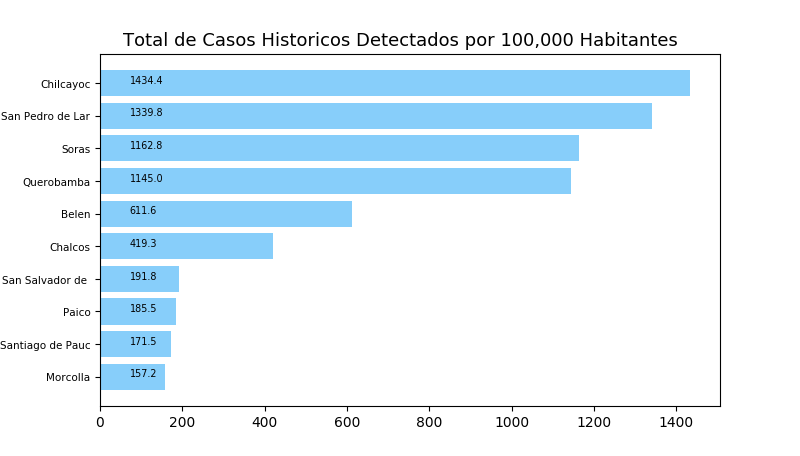 Total de Casos Historicos Detectados por 100,000 Habitantes
Chilcayoc 1434.4
San Pedro de Lar 1339.8
Soras 1162.8
Querobamba 1145.0
Belen 611.6
Chalcos 419.3
San Salvador de 191.8
Paico 185.5
Santiago de Pauc 171.5
Morcolla 157.2
0 200 400 600 800 1000 1200 1400